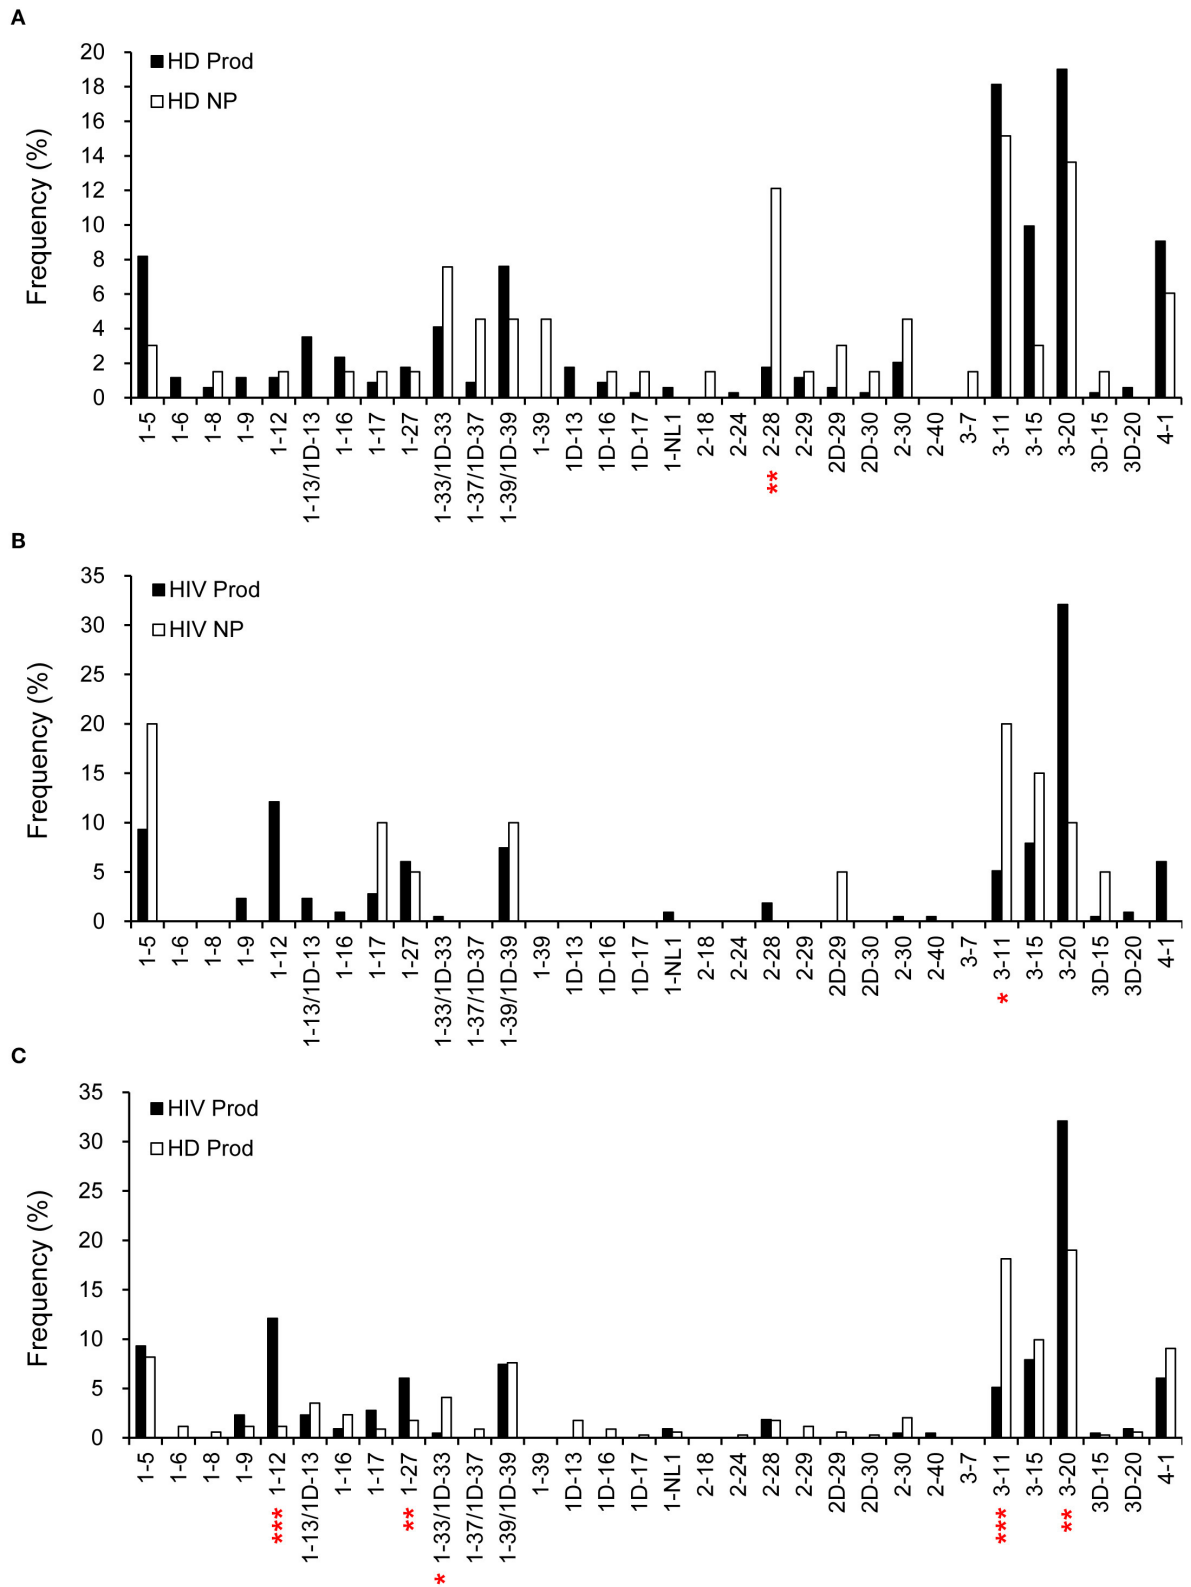 A
20
18
16
14
12
10
8
6
4
2
0
Frequency (%)
HD Prod
HD NP
1-5
1-6
1-8
1-9
1-12
1-13/1D-13
1-16
1-17
1-27
1-33/1D-33
1-37/1D-37
1-39/1D-39
1-39
1D-13
1D-16
1D-17
1-NL1
2-18
2-24
2-28
**
2-29
2D-29
2D-30
2-30
2-40
3-7
3-11
3-15
3-20
3D-15
3D-20
4-1
B
35
30
25
20
15
10
5
0
Frequency (%)
HIV Prod
HIV NP
1-5
1-6
1-8
1-9
1-12
1-13/1D-13
1-16
1-17
1-27
1-33/1D-33
1-37/1D-37
1-39/1D-39
1-39
1D-13
1D-16
1D-17
1-NL1
2-18
2-24
2-28
2-29
2D-29
2D-30
2-30
2-40
3-7
3-11
*
3-15
3-20
3D-15
3D-20
4-1
C
35
30
25
20
15
10
5
0
Frequency (%)
HIV Prod
HD Prod
1-5
1-6
1-8
1-9
*** 1-12
1-13/1D-13
1-16
1-17
** 1-27
* 1-33/1D-33
1-37/1D-37
1-39/1D-39
1-39
1D-13
1D-16
1D-17
1-NL1
2-18
2-24
2-28
2-29
2D-29
2D-30
2-30
2-40
3-7
*** 3-11
3-15
** 3-20
3D-15
3D-20
4-1